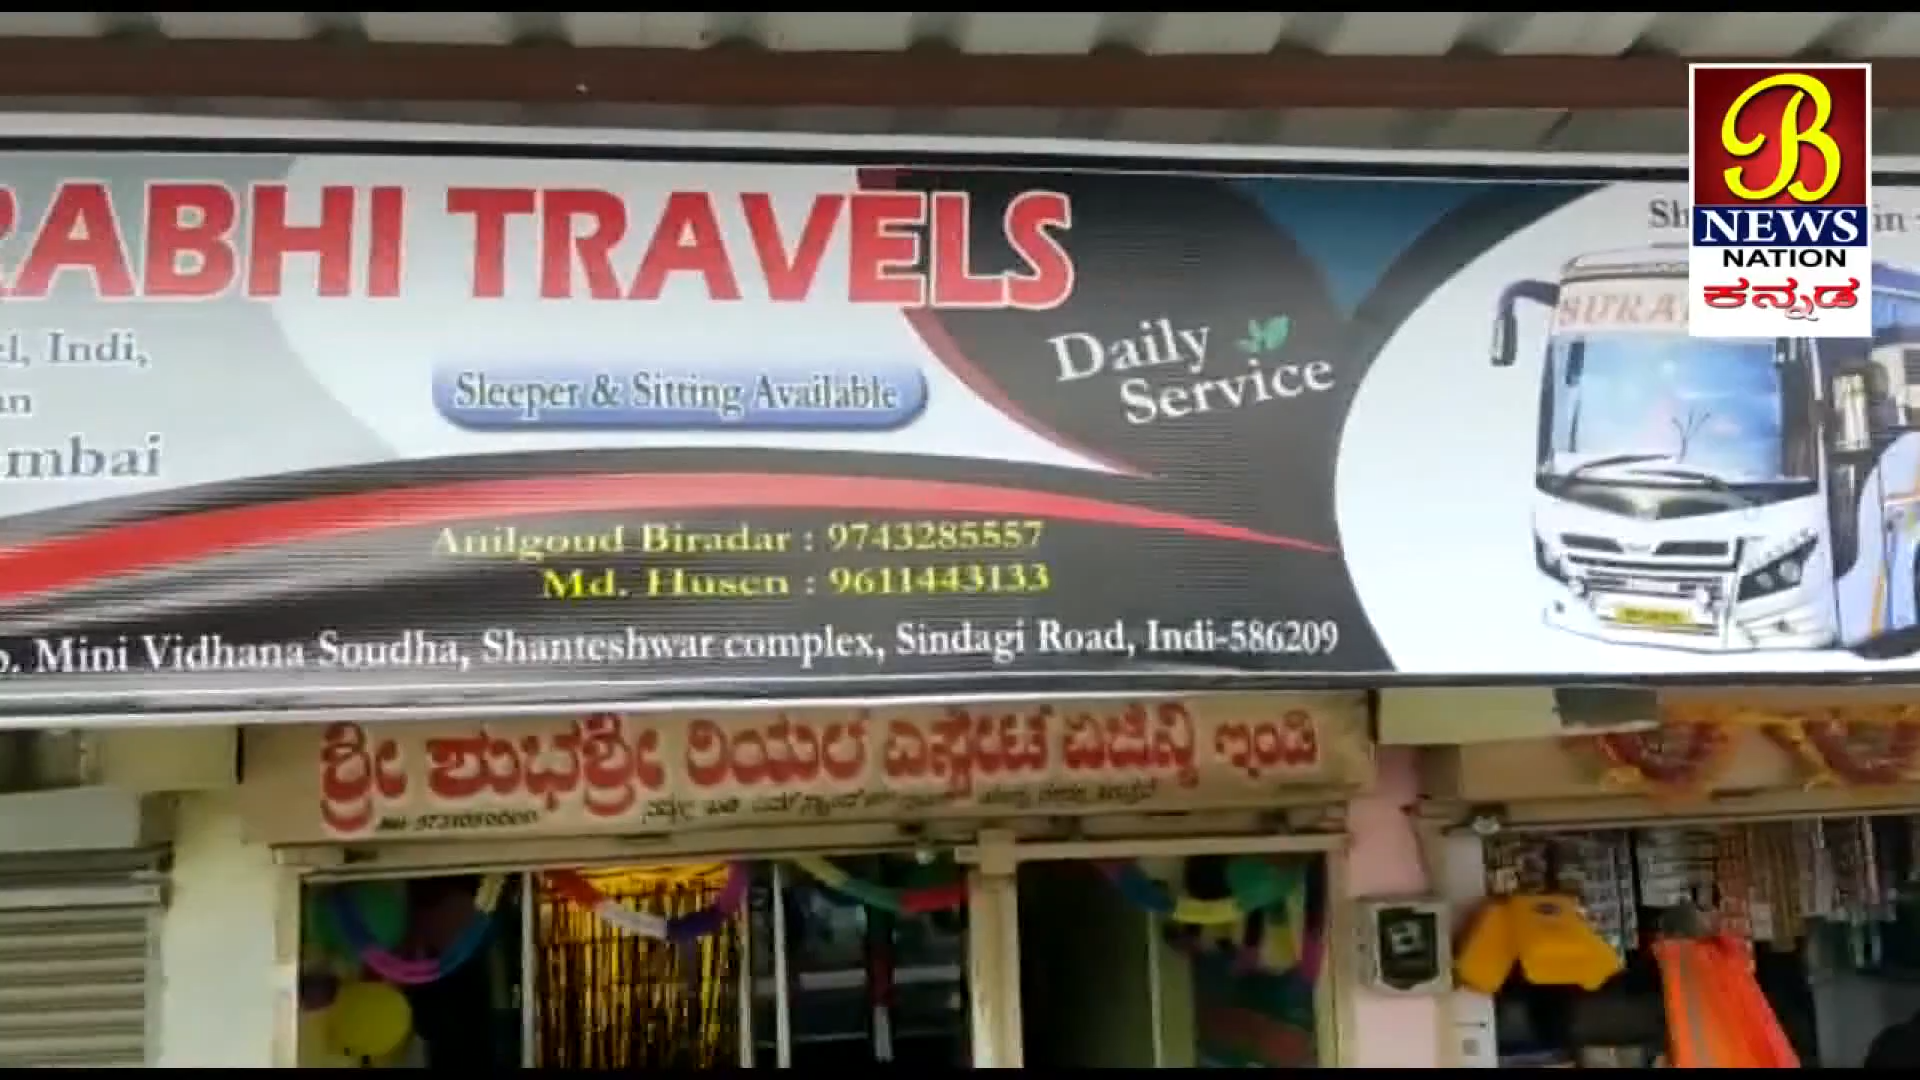 RABHI TRAVELS
B
NEWS
NATION
ಕನ್ನಡ
Indi,
Daily
Service
Sleeper & Sitting Available
mbai
Anilgoud Biradar : 9743285557
Md. Husen : 9611443133
Mini Vidhana Soudha, Shanteshwar complex, Sindagi Road, Indi-586209
ಶ್ರೀ ಶುಭಶ್ರೀ ರಿಯಲ ಎಸ್ಟೇಟ ಏಜೆನ್ಸಿ ಇಂಡಿ